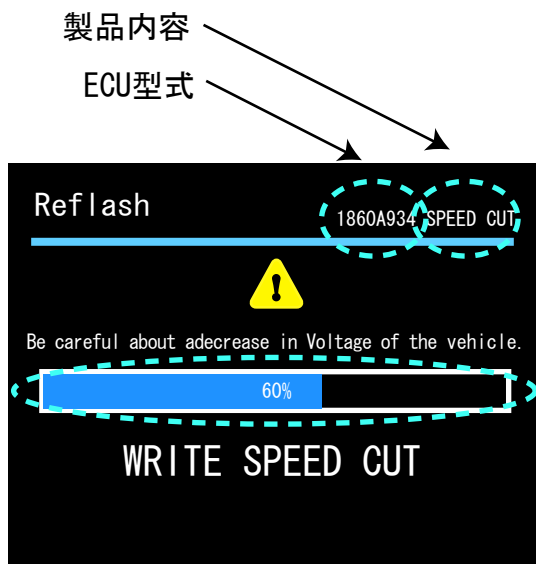 製品内容
ECU型式
Reflash
1860A934 SPEED CUT
Be careful about adecrease in Voltage of the vehicle.
60%
WRITE SPEED CUT